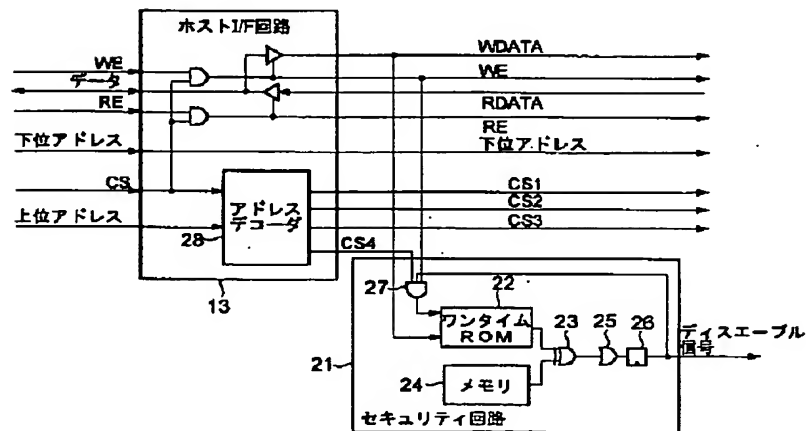 ホストI/F回路
WE
データ
RE
下位アドレス
CS
上位アドレス
アドレス
デコーダ
28
13
WDATA
WE
RDATA
RE
下位アドレス
CS1
CS2
CS3
CS4
27
22
ワンタイム
ROM
23
25
26
ディスエーブル
信号
21
24
メモリ
セキュリティ回路